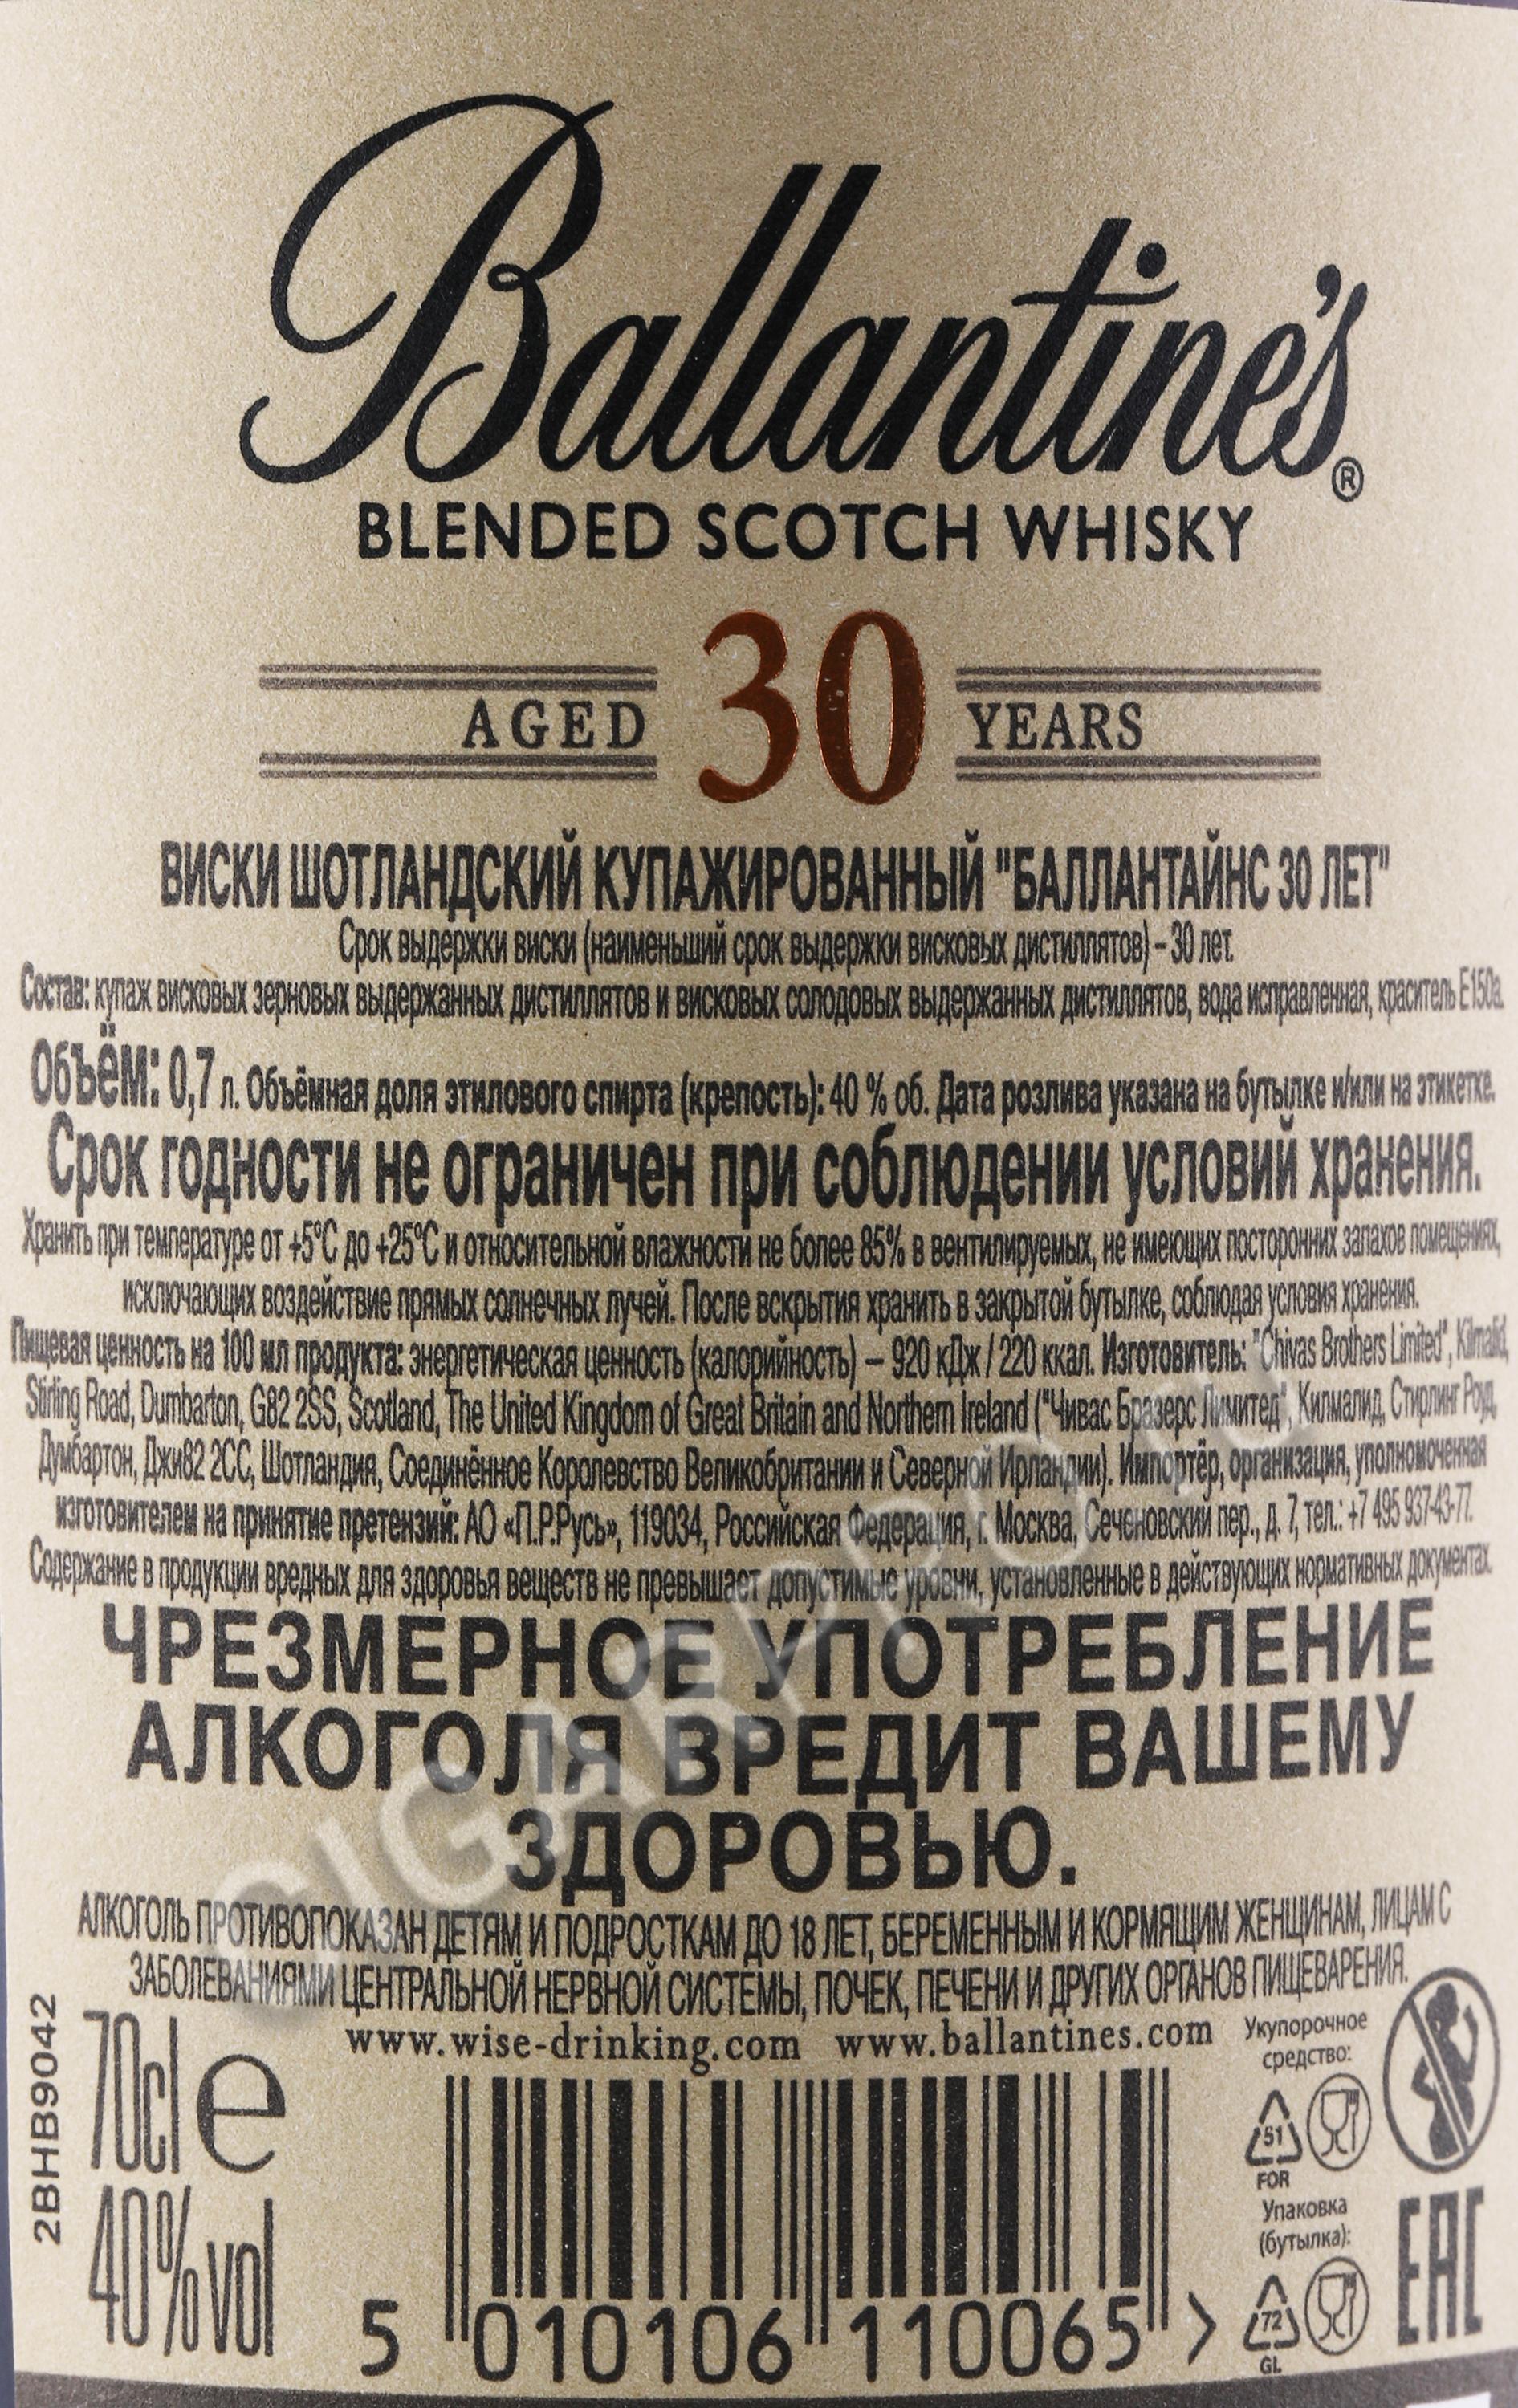 Ballantine's®
BLENDED SCOTCH WHISKY
AGED 30 YEARS
ВИСКИ ШОТЛАНДСКИЙ КУПАЖИРОВАННЫЙ "БАЛЛАНТАЙНС 30 ЛЕТ"
Срок выдержки виски (наименьший срок выдержки висковых дистиллятов) – 30 лет.
Состав: купаж висковых зерновых выдержанных дистиллятов и висковых солодовых выдержанных дистиллятов, вода исправленная, краситель E150a.
Объём: 0,7 л. Объёмная доля этилового спирта (крепость): 40 % об. Дата розлива указана на бутылке и/или на этикетке.
Срок годности не ограничен при соблюдении условий хранения.
Хранить при температуре от +5°C до +25°C и относительной влажности не более 85% в вентилируемых, не имеющих посторонних запахов помещениях,
исключающих воздействие прямых солнечных лучей. После вскрытия хранить в закрытой бутылке, соблюдая условия хранения.
Пищевая ценность на 100 мл продукта: энергетическая ценность (калорийность) – 920 кДж / 220 ккал. Изготовитель: "Chivas Brothers Limited", Kilmalid,
Stirling Road, Dumbarton, G82 2SS, Scotland, The United Kingdom of Great Britain and Northern Ireland ("Чивас Бразерс Лимитед", Килмалид, Стирлинг Роуд,
Думбартон, Джи82 2СС, Шотландия, Соединённое Королевство Великобритании и Северной Ирландии). Импортёр, организация, уполномоченная
изготовителем на принятие претензий: АО «П.Р.Русь», 119034, Российская Федерация, г. Москва, Сеченовский пер., д. 7, тел.: +7 495 937-43-77.
Содержание в продукции вредных для здоровья веществ не превышает допустимые уровни, установленные в действующих нормативных документах.
ЧРЕЗМЕРНОЕ УПОТРЕБЛЕНИЕ
АЛКОГОЛЯ ВРЕДИТ ВАШЕМУ
ЗДОРОВЬЮ.
АЛКОГОЛЬ ПРОТИВОПОКАЗАН ДЕТЯМ И ПОДРОСТКАМ ДО 18 ЛЕТ, БЕРЕМЕННЫМ И КОРМЯЩИМ ЖЕНЩИНАМ, ЛИЦАМ С
ЗАБОЛЕВАНИЯМИ ЦЕНТРАЛЬНОЙ НЕРВНОЙ СИСТЕМЫ, ПОЧЕК, ПЕЧЕНИ И ДРУГИХ ОРГАНОВ ПИЩЕВАРЕНИЯ.
www.wise-drinking.com www.ballantines.com
2BHB9042
70cl e
40%vol
5 010106 110065 >
Укупорочное
средство:
51
FOR
Упаковка
(бутылка):
72
GL
EAC